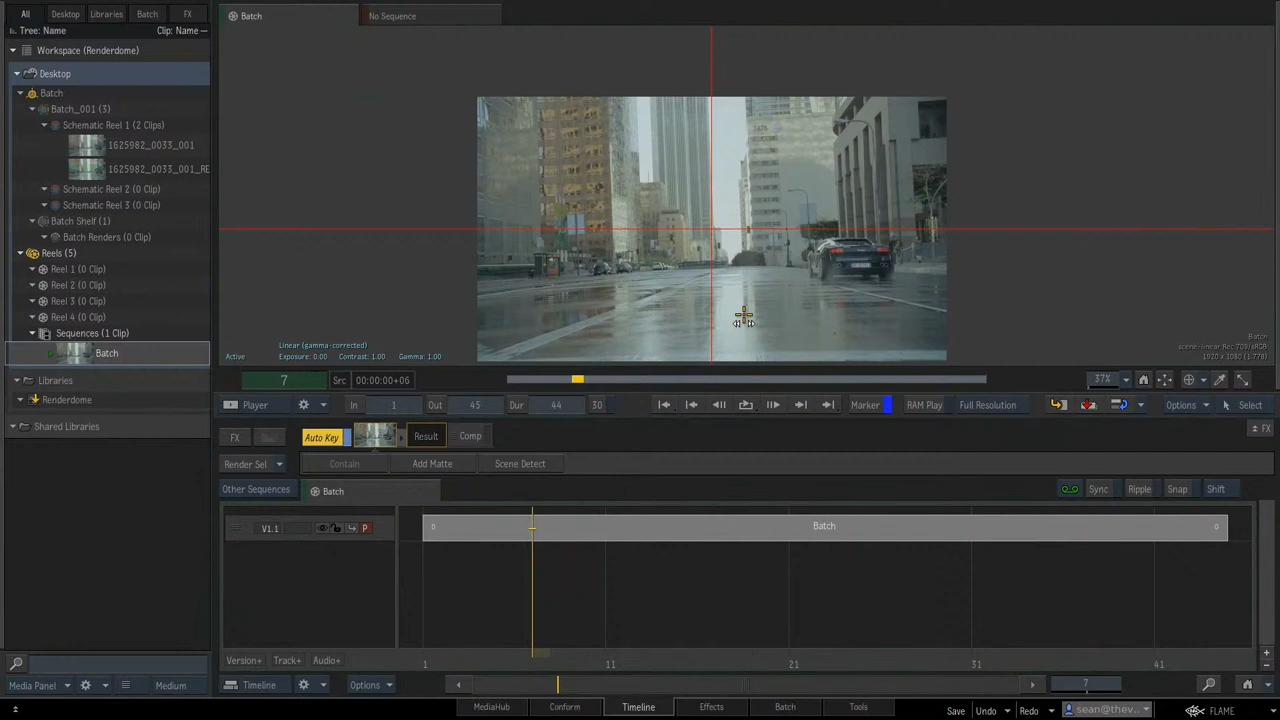 All Desktop Libraries Batch FX
Tree: Name Clip: Name
Workspace (Renderdome)
Desktop
Batch
Batch_001 (3)
Schematic Reel 1 (2 Clips)
1625982_0033_001
1625982_0033_001_RE
Schematic Reel 2 (0 Clip)
Schematic Reel 3 (0 Clip)
Batch Shelf (1)
Batch Renders (0 Clip)
Reels (5)
Reel 1 (0 Clip)
Reel 2 (0 Clip)
Reel 3 (0 Clip)
Reel 4 (0 Clip)
Sequences (1 Clip)
Batch
Libraries
Renderdome
Shared Libraries
Media Panel Medium
Batch No Sequence
Linear (gamma-corrected)
Active Exposure: 0.00 Contrast: 1.00 Gamma: 1.00
Batch
scene-linear Rec 709/sRGB
1920 x 1080 (1.778)
7 Src 00:00:00+06 37%
Player In 1 Out 45 Dur 44 30 Marker RAM Play Full Resolution Options Select
FX Auto Key Result Comp FX
Render Sel Contain Add Matte Scene Detect
Other Sequences Batch Sync Ripple Snap Shift
V1.1 P 0 Batch 0
Version+ Track+ Audio+ 1 11 21 31 41
Timeline Options 7
MediaHub Conform Timeline Effects Batch Tools Save Undo Redo sean@thev... FLAME